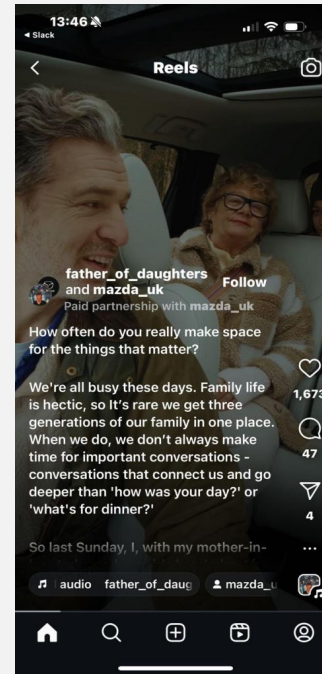 13:46
◀ Slack
Reels
father_of_daughters
and mazda_uk
Follow
Paid partnership with mazda_uk
How often do you really make space
for the things that matter?
We're all busy these days. Family life
is hectic, so It's rare we get three
generations of our family in one place.
When we do, we don't always make
time for important conversations -
conversations that connect us and go
deeper than 'how was your day?' or
'what's for dinner?'
So last Sunday, I, with my mother-in-
1,673
47
4
audio father_of_daug
mazda_u